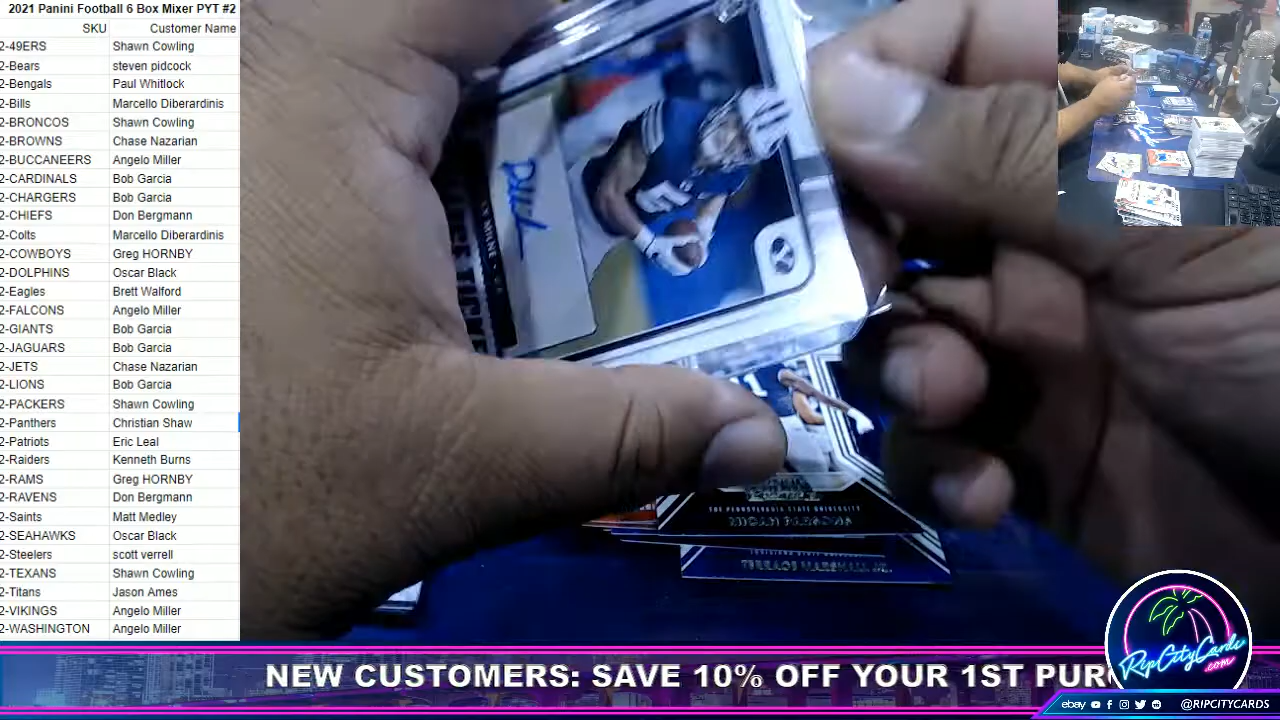 2021 Panini Football 6 Box Mixer PYT #2
SKU Customer Name
2-49ERS Shawn Cowling
2-Bears steven pidcock
2-Bengals Paul Whitlock
2-Bills Marcello Diberardinis
2-BRONCOS Shawn Cowling
2-BROWNS Chase Nazarian
2-BUCCANEERS Angelo Miller
2-CARDINALS Bob Garcia
2-CHARGERS Bob Garcia
2-CHIEFS Don Bergmann
2-Colts Marcello Diberardinis
2-COWBOYS Greg HORNBY
2-DOLPHINS Oscar Black
2-Eagles Brett Walford
2-FALCONS Angelo Miller
2-GIANTS Bob Garcia
2-JAGUARS Bob Garcia
2-JETS Chase Nazarian
2-LIONS Bob Garcia
2-PACKERS Shawn Cowling
2-Panthers Christian Shaw
2-Patriots Eric Leal
2-Raiders Kenneth Burns
2-RAMS Greg HORNBY
2-RAVENS Don Bergmann
2-Saints Matt Medley
2-SEAHAWKS Oscar Black
2-Steelers scott verrell
2-TEXANS Shawn Cowling
2-Titans Jason Ames
2-VIKINGS Angelo Miller
2-WASHINGTON Angelo Miller
THE PENNSYLVANIA STATE UNIVERSITY
MICAH PARSONS
TERRACE MARSHALL JR.
NEW CUSTOMERS: SAVE 10% OFF YOUR 1ST PUR
RipCityCards
.com
ebay @RIPCITYCARDS